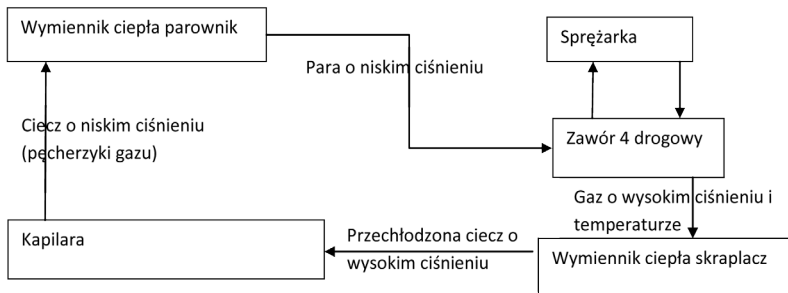 Wymiennik ciepła parownik
Sprężarka
Para o niskim ciśnieniu
Ciecz o niskim ciśnieniu
(pęcherzyki gazu)
Zawór 4 drogowy
Gaz o wysokim ciśnieniu i
temperaturze
Kapilara
Przechłodzona ciecz o
wysokim ciśnieniu
Wymiennik ciepła skraplacz